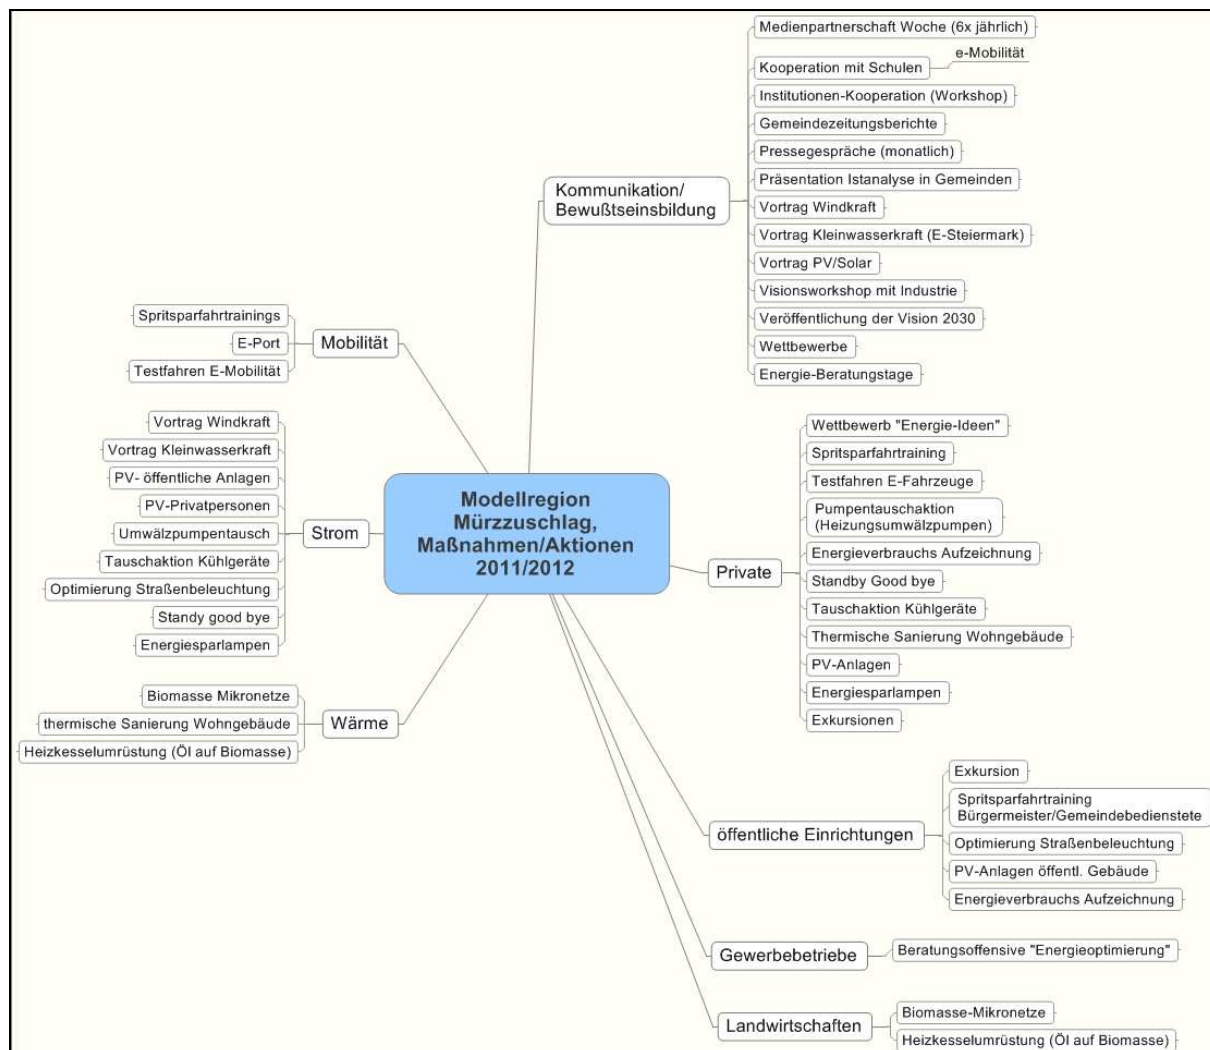 Modellregion
Mürzzuschlag,
Maßnahmen/Aktionen
2011/2012
Kommunikation/
Bewußtseinsbildung
Medienpartnerschaft Woche (6x jährlich)
Kooperation mit Schulen
e-Mobilität
Institutionen-Kooperation (Workshop)
Gemeindezeitungsberichte
Pressegespräche (monatlich)
Präsentation Istanalyse in Gemeinden
Vortrag Windkraft
Vortrag Kleinwasserkraft (E-Steiermark)
Vortrag PV/Solar
Visionsworkshop mit Industrie
Veröffentlichung der Vision 2030
Wettbewerbe
Energie-Beratungstage
Private
Wettbewerb "Energie-Ideen"
Spritsparfahrtraining
Testfahren E-Fahrzeuge
Pumpentauschaktion
(Heizungsumwälzpumpen)
Energieverbrauchs Aufzeichnung
Standby Good bye
Tauschaktion Kühlgeräte
Thermische Sanierung Wohngebäude
PV-Anlagen
Energiesparlampen
Exkursionen
öffentliche Einrichtungen
Exkursion
Spritsparfahrtraining
Bürgermeister/Gemeindebedienstete
Optimierung Straßenbeleuchtung
PV-Anlagen öffentl. Gebäude
Energieverbrauchs Aufzeichnung
Gewerbebetriebe
Beratungsoffensive "Energieoptimierung"
Landwirtschaften
Biomasse-Mikronetze
Heizkesselumrüstung (Öl auf Biomasse)
Mobilität
Spritsparfahrtrainings
E-Port
Testfahren E-Mobilität
Strom
Vortrag Windkraft
Vortrag Kleinwasserkraft
PV- öffentliche Anlagen
PV-Privatpersonen
Umwälzpumpentausch
Tauschaktion Kühlgeräte
Optimierung Straßenbeleuchtung
Standy good bye
Energiesparlampen
Wärme
Biomasse Mikronetze
thermische Sanierung Wohngebäude
Heizkesselumrüstung (Öl auf Biomasse)